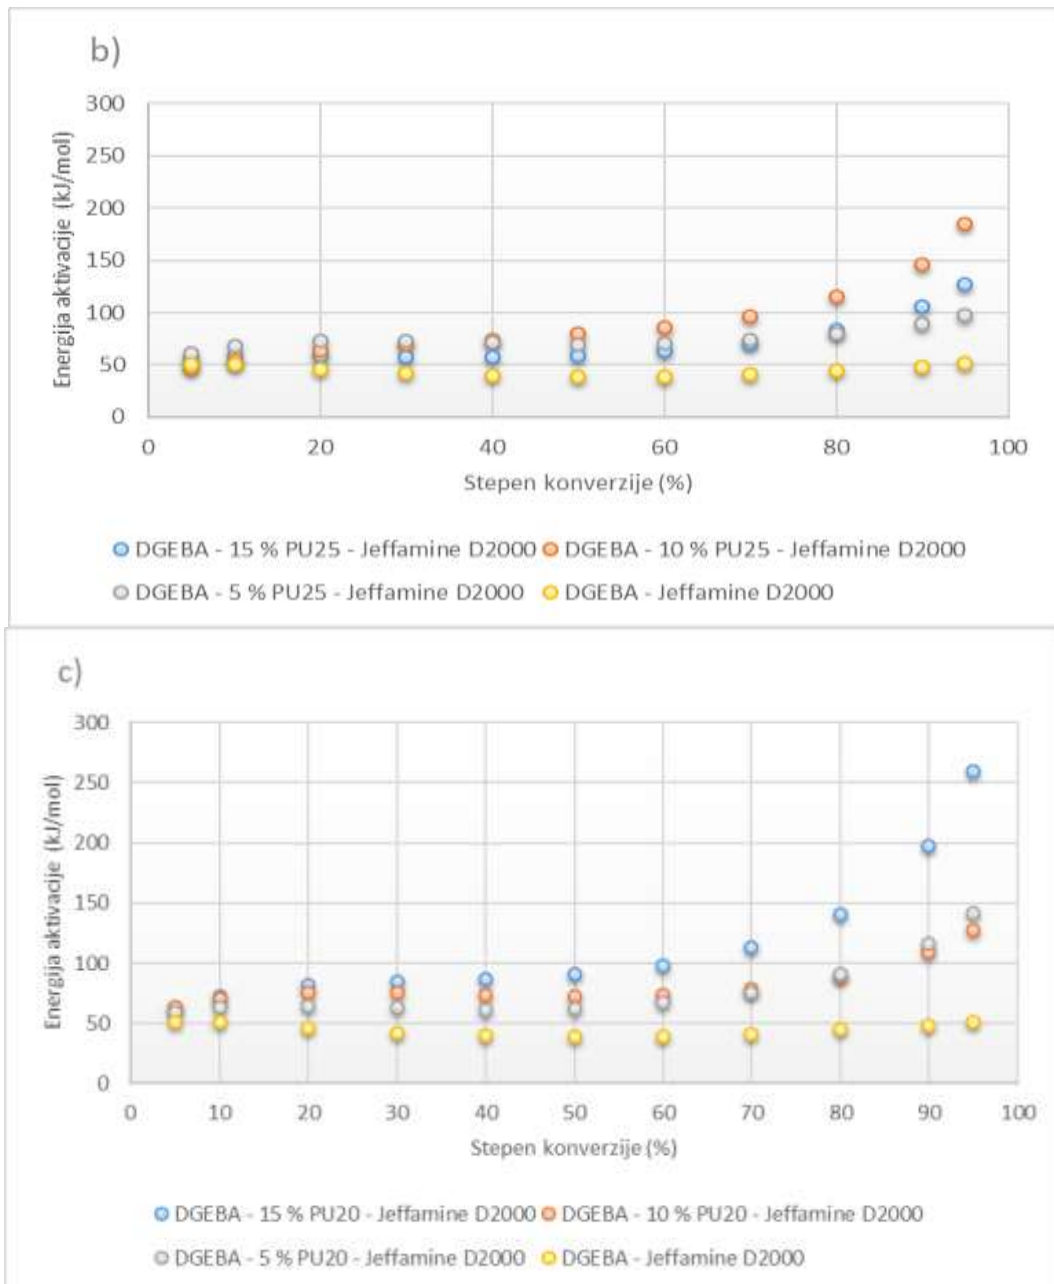 b)
300
250
200
150
100
50
0
Energija aktivacije (kJ/mol)
0 20 40 60 80 100
Stepen konverzije (%)
DGEBA - 15 % PU25 - Jeffamine D2000 DGEBA - 10 % PU25 - Jeffamine D2000
DGEBA - 5 % PU25 - Jeffamine D2000 DGEBA - Jeffamine D2000
c)
300
250
200
150
100
50
0
Energija aktivacije (kJ/mol)
0 10 20 30 40 50 60 70 80 90 100
Stepen konverzije (%)
DGEBA - 15 % PU20 - Jeffamine D2000 DGEBA - 10 % PU20 - Jeffamine D2000
DGEBA - 5 % PU20 - Jeffamine D2000 DGEBA - Jeffamine D2000